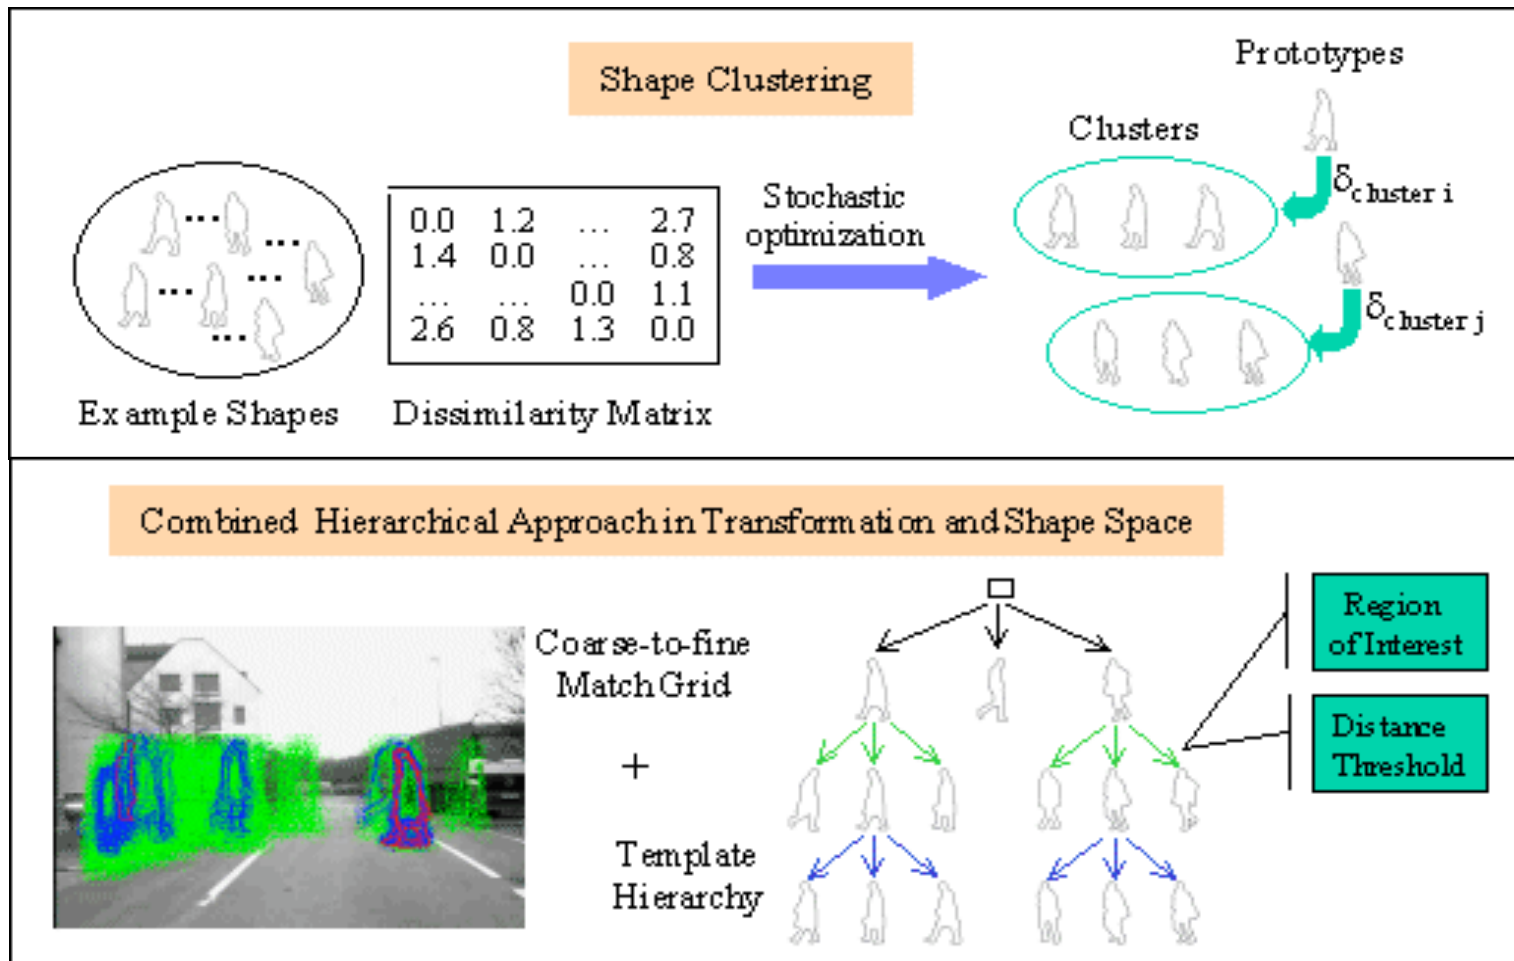 Shape Clustering
Prototypes
Clusters
δcluster i
δcluster j
Stochastic
optimization
0.0 1.2 ... 2.7
1.4 0.0 ... 0.8
... ... 0.0 1.1
2.6 0.8 1.3 0.0
Example Shapes
Dissimilarity Matrix
Combined Hierarchical Approach in Transformation and Shape Space
Coarse-to-fine
Match Grid
+
Template
Hierarchy
Region
of Interest
Distance
Threshold